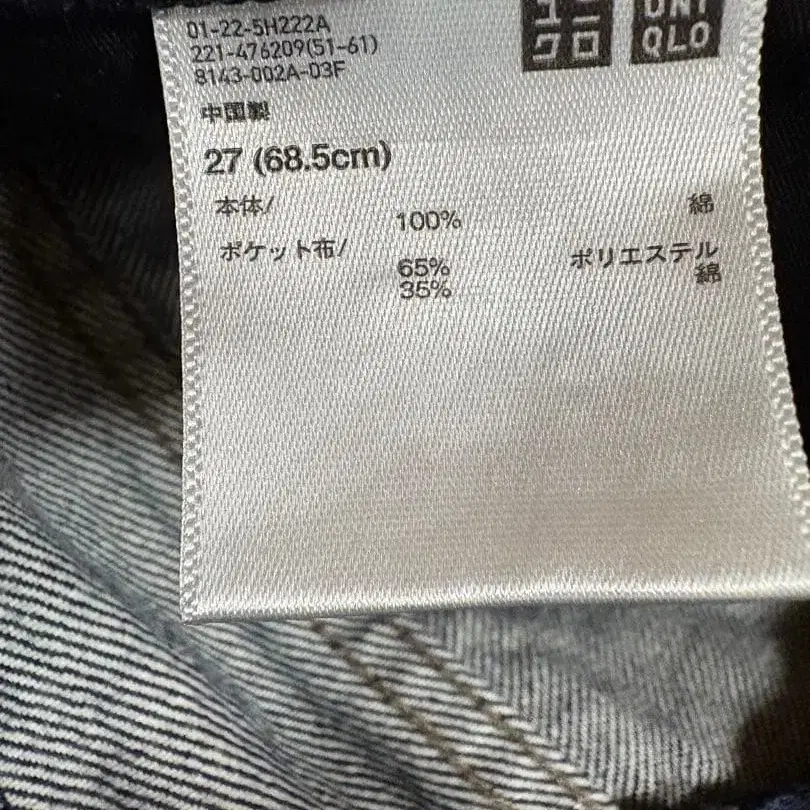 01-22-5H222A
221-476209(51-61)
8143-002A-03F
ユニ
クロ
UNI
QLO
中国製
27 (68.5cm)
本体/
100% 綿
ポケット布/
65% ポリエステル
35% 綿